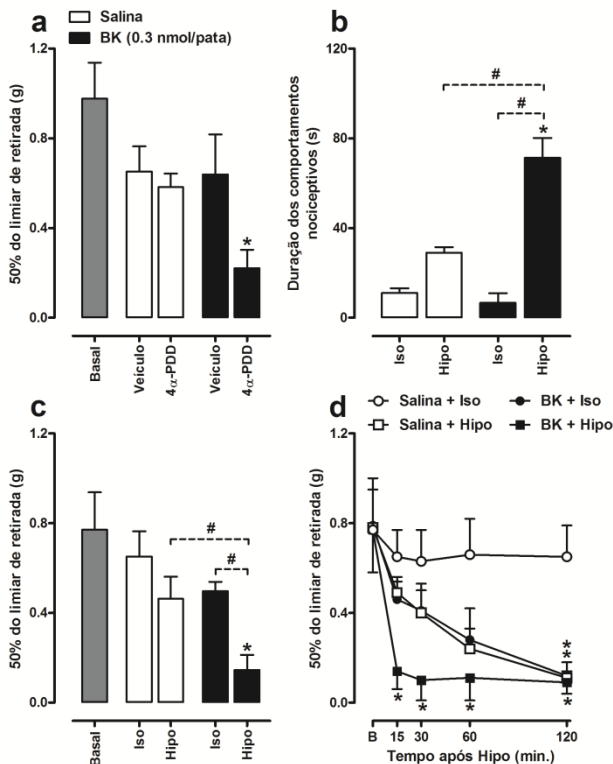 Salina
BK (0.3 nmol/pata)
a
50% do limiar de retirada (g)
1.2
0.8
0.4
0.0
*
Basal
Veículo
4α-PDD
Veículo
4α-PDD
b
Duração dos comportamentos
nociceptivos (s)
120
80
40
0
#
#
*
Iso
Hipo
Iso
Hipo
c
50% do limiar de retirada (g)
1.2
0.8
0.4
0.0
#
#
*
Basal
Iso
Hipo
Iso
Hipo
d
Salina + Iso
BK + Iso
Salina + Hipo
BK + Hipo
50% do limiar de retirada (g)
1.2
0.8
0.4
0.0
*
*
*
*
*
*
B
15
30
60
120
Tempo após Hipo (min.)